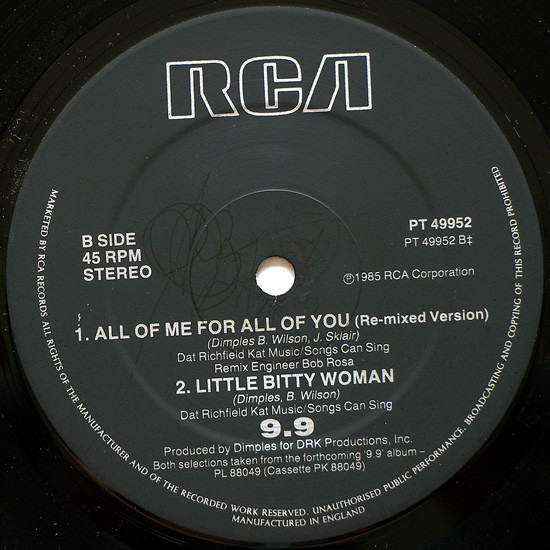 RCA
B SIDE
45 RPM
STEREO
PT 49952
PT 49952 B‡
Ⓟ1985 RCA Corporation
1. ALL OF ME FOR ALL OF YOU (Re-mixed Version)
(Dimples B. Wilson, J. Sklair)
Dat Richfield Kat Music/Songs Can Sing
Remix Engineer Bob Rosa
2. LITTLE BITTY WOMAN
(Dimples, B. Wilson)
Dat Richfield Kat Music/Songs Can Sing
9.9
Produced by Dimples for DRK Productions, Inc.
Both selections taken from the forthcoming '9.9' album –
PL 88049 (Cassette PK 88049)
MARKETED BY RCA RECORDS ALL RIGHTS OF THE MANUFACTURER AND OF THE RECORDED WORK RESERVED. UNAUTHORISED PUBLIC PERFORMANCE, BROADCASTING AND COPYING OF THIS RECORD PROHIBITED
MADE IN ENGLAND